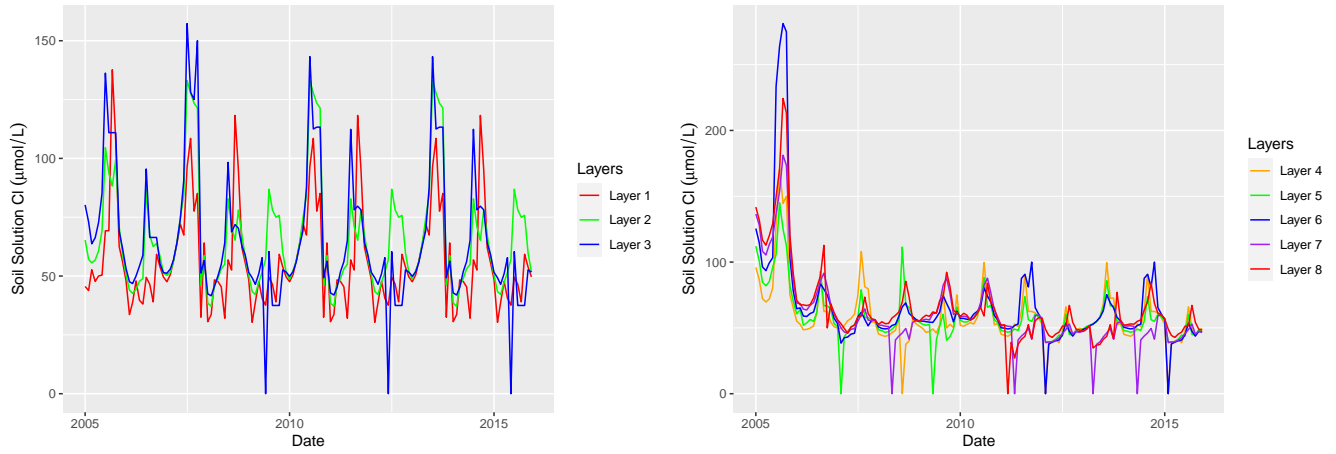 Soil Solution Cl (μmol/L)
150
100
50
0
2005
2010
2015
Date
Layers
Layer 1
Layer 2
Layer 3
Soil Solution Cl (μmol/L)
200
100
0
2005
2010
2015
Date
Layers
Layer 4
Layer 5
Layer 6
Layer 7
Layer 8